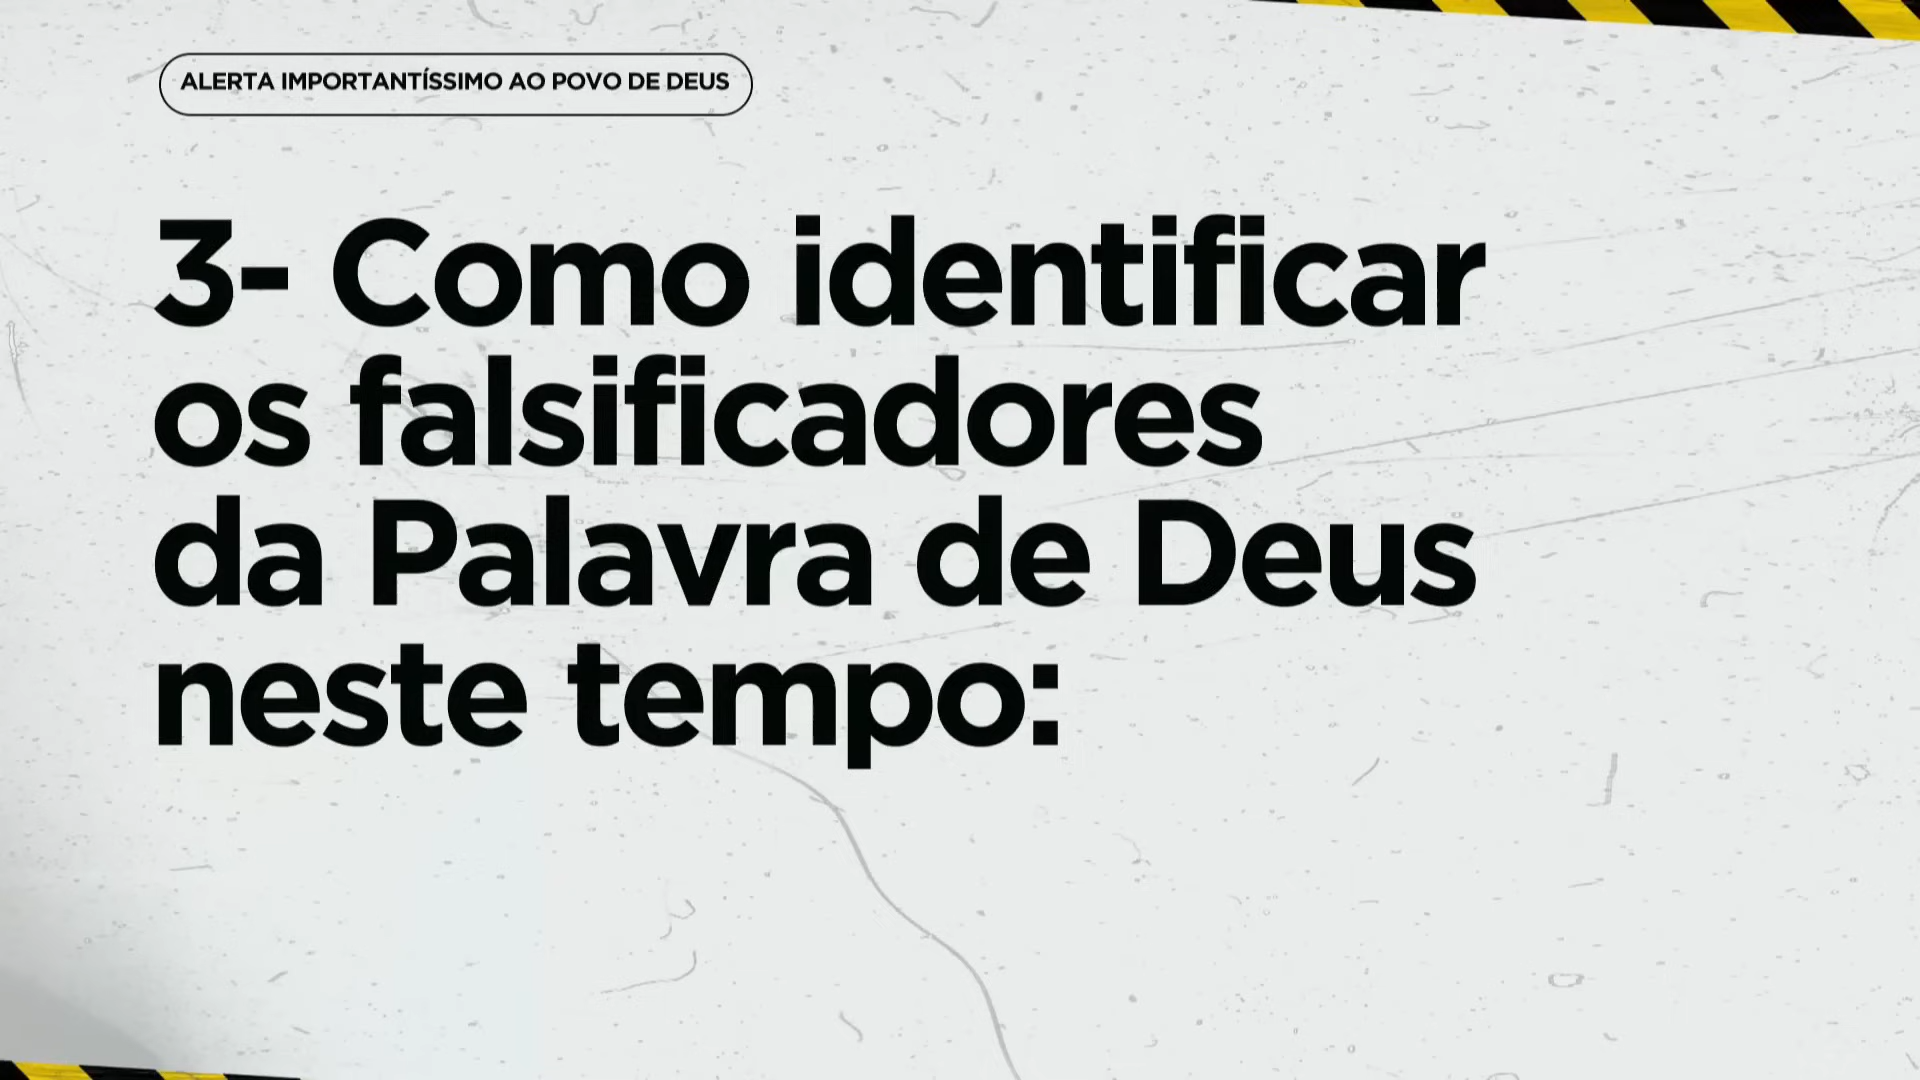 ALERTA IMPORTANTÍSSIMO AO POVO DE DEUS
3- Como identificar
os falsificadores
da Palavra de Deus
neste tempo: